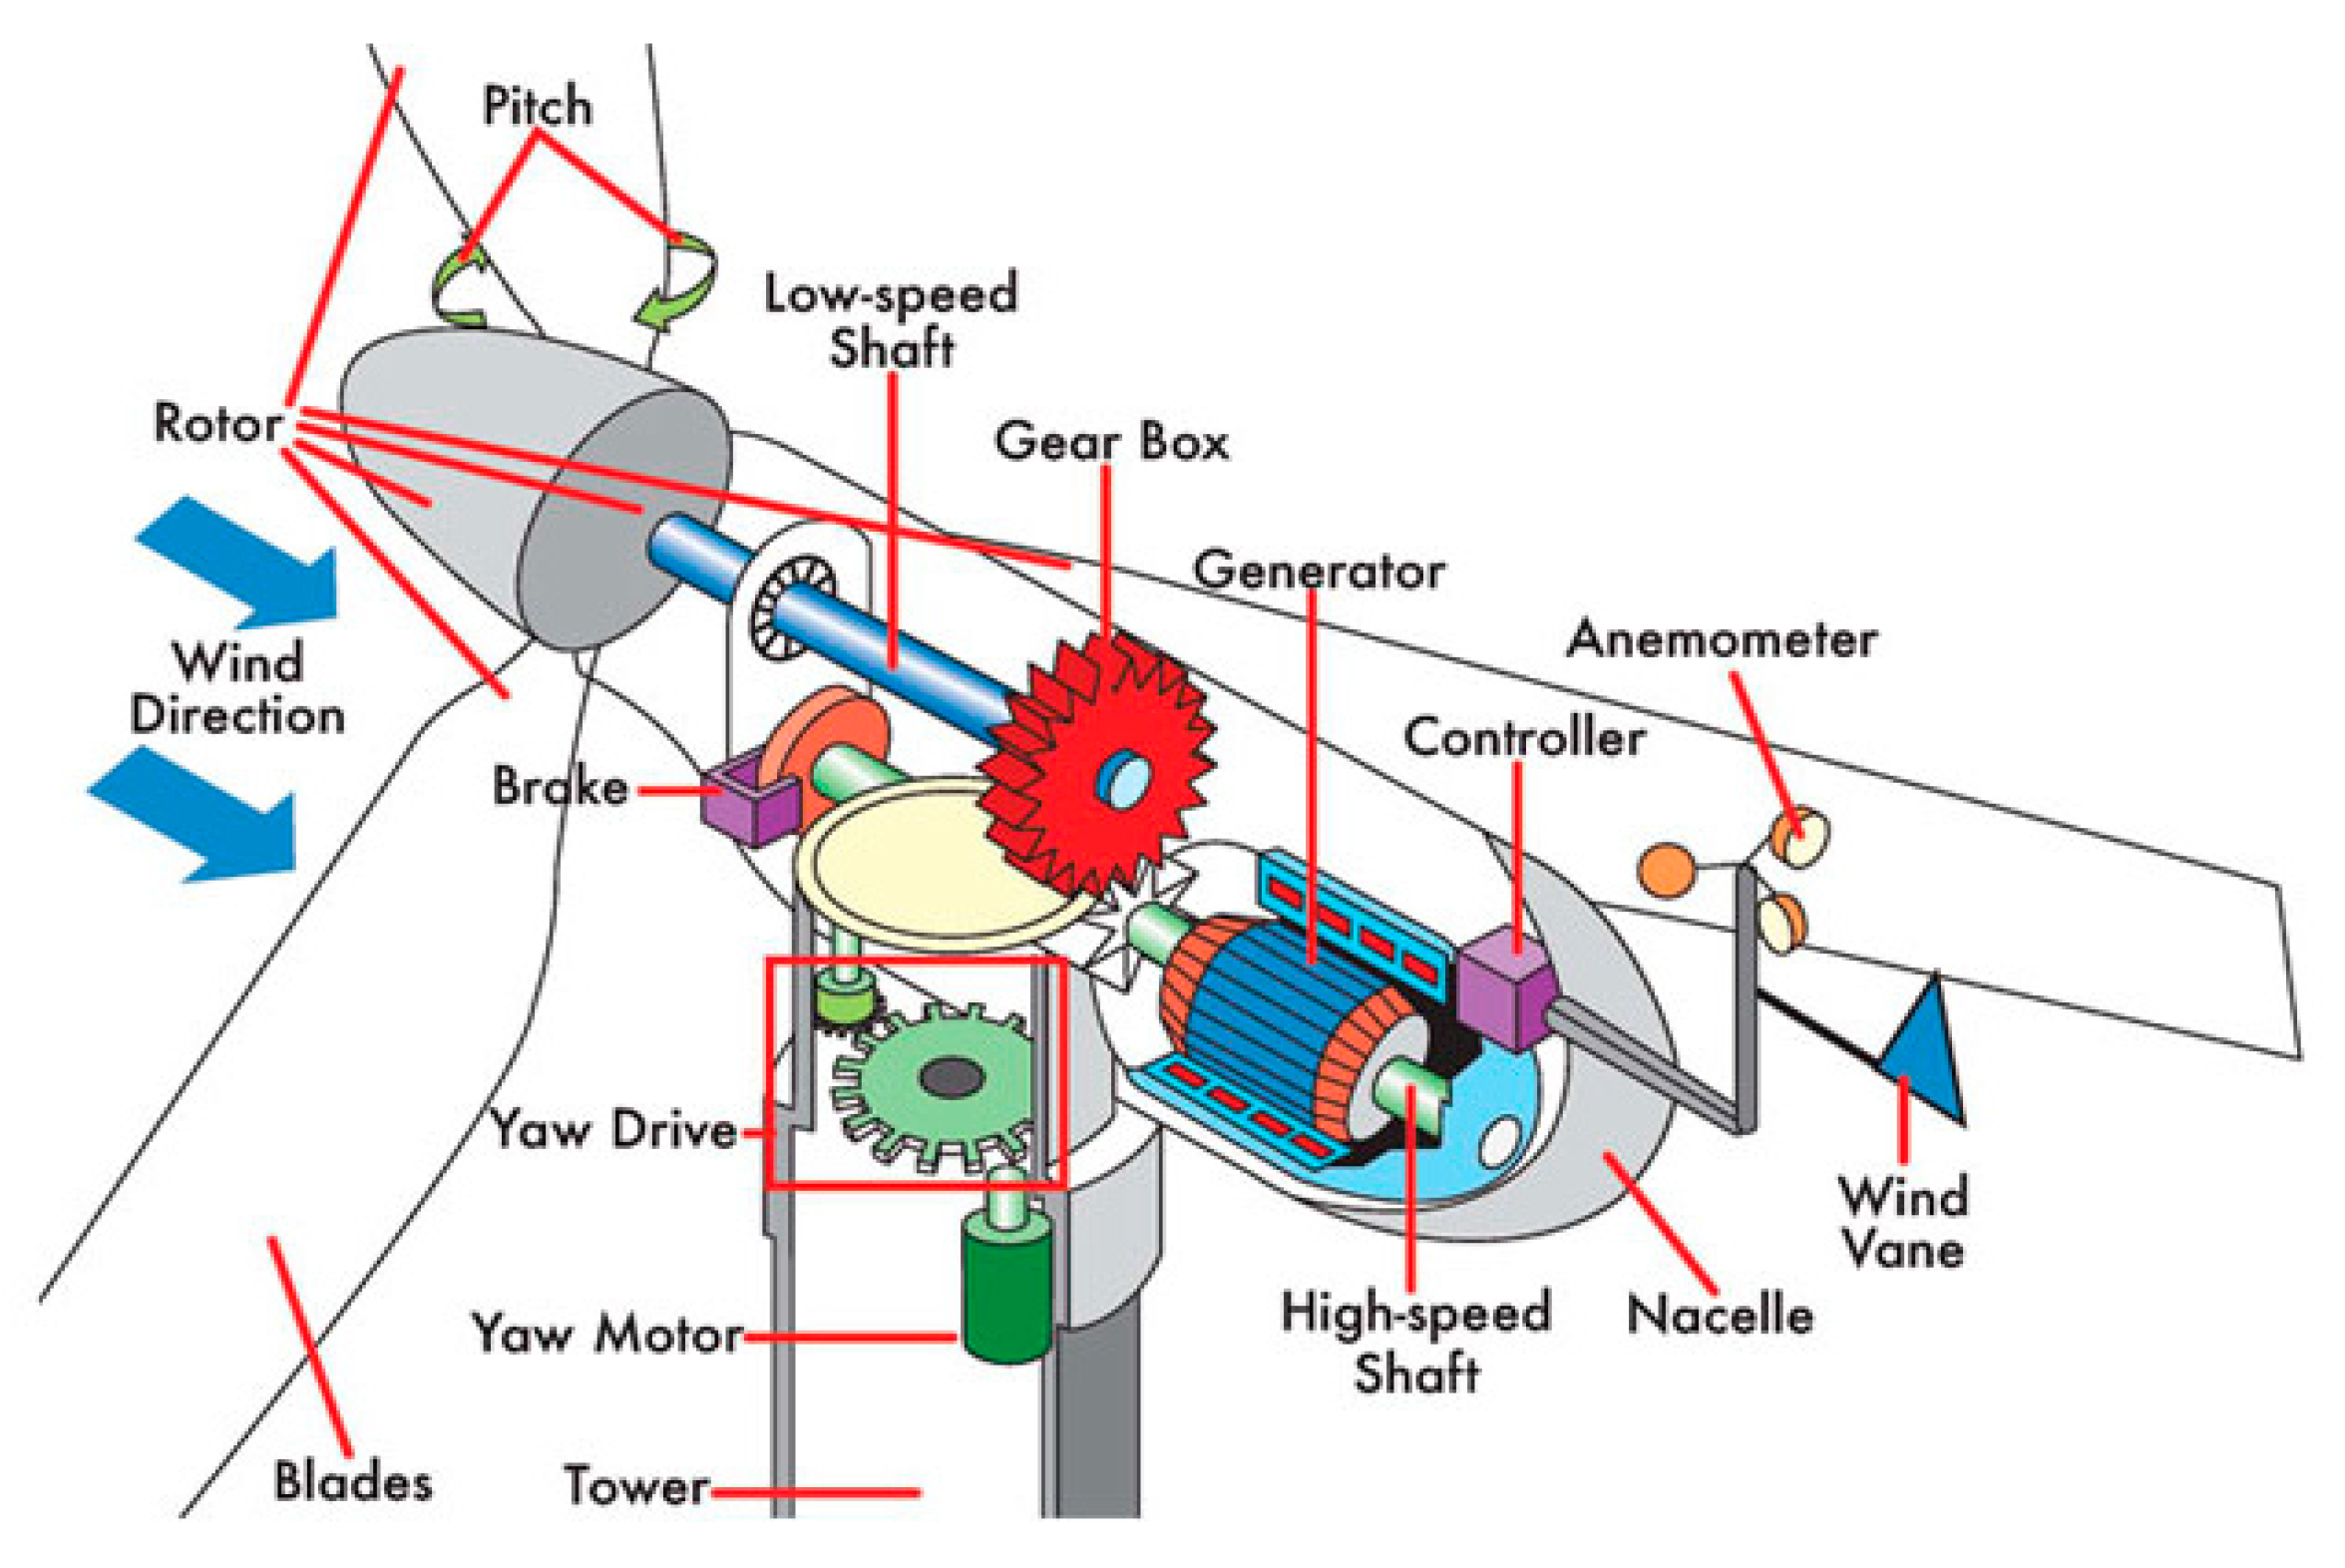 Pitch
Low-speed
Shaft
Rotor
Gear Box
Generator
Anemometer
Wind
Direction
Controller
Brake
Yaw Drive
Wind
Vane
Yaw Motor
High-speed
Shaft
Nacelle
Blades
Tower